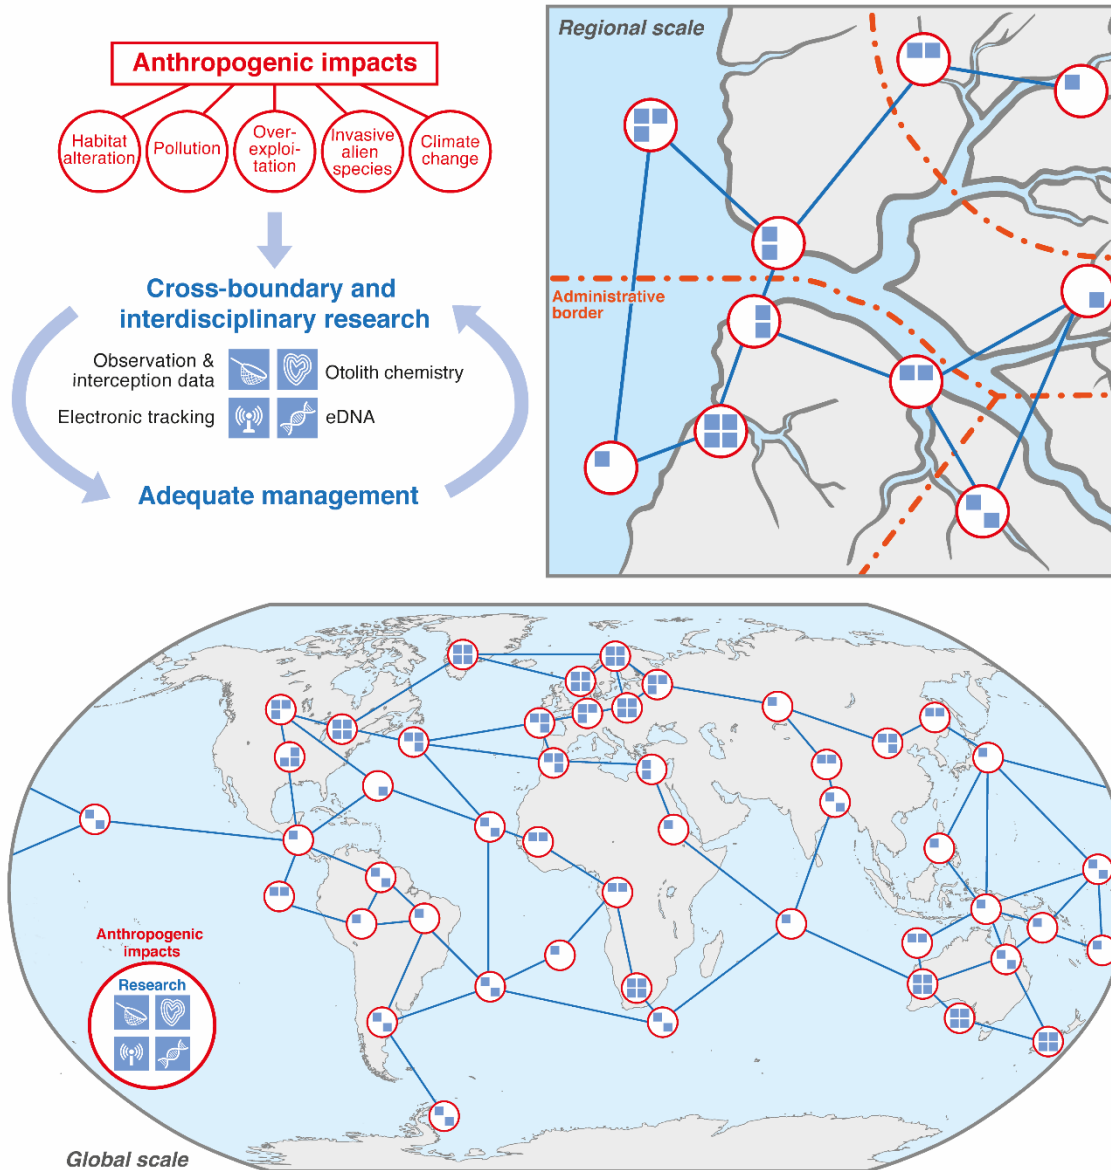 Anthropogenic impacts
Habitat
alteration
Pollution
Over-
exploi-
tation
Invasive
alien
species
Climate
change
Cross-boundary and
interdisciplinary research
Observation &
interception data
Otolith chemistry
Electronic tracking
eDNA
Adequate management
Regional scale
Administrative
border
Anthropogenic
impacts
Research
Global scale